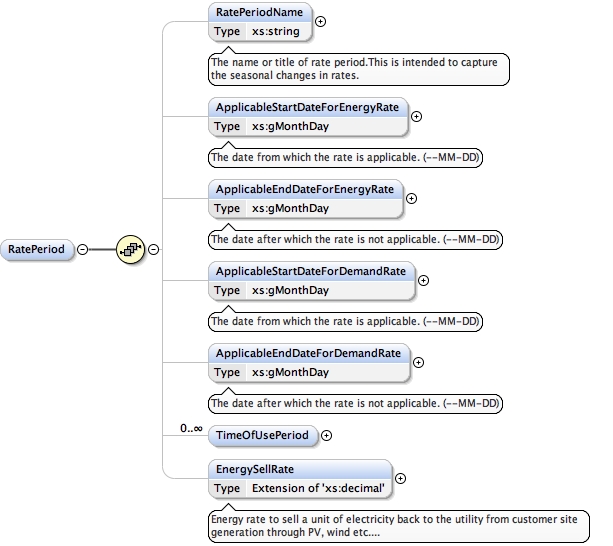 RatePeriodName
Type xs:string
The name or title of rate period.This is intended to capture
the seasonal changes in rates.
ApplicableStartDateForEnergyRate
Type xs:gMonthDay
The date from which the rate is applicable. (--MM-DD)
ApplicableEndDateForEnergyRate
Type xs:gMonthDay
The date after which the rate is not applicable. (--MM-DD)
RatePeriod
ApplicableStartDateForDemandRate
Type xs:gMonthDay
The date from which the rate is applicable. (--MM-DD)
ApplicableEndDateForDemandRate
Type xs:gMonthDay
The date after which the rate is not applicable. (--MM-DD)
0..∞
TimeOfUsePeriod
EnergySellRate
Type Extension of 'xs:decimal'
Energy rate to sell a unit of electricity back to the utility from customer site
generation through PV, wind etc....